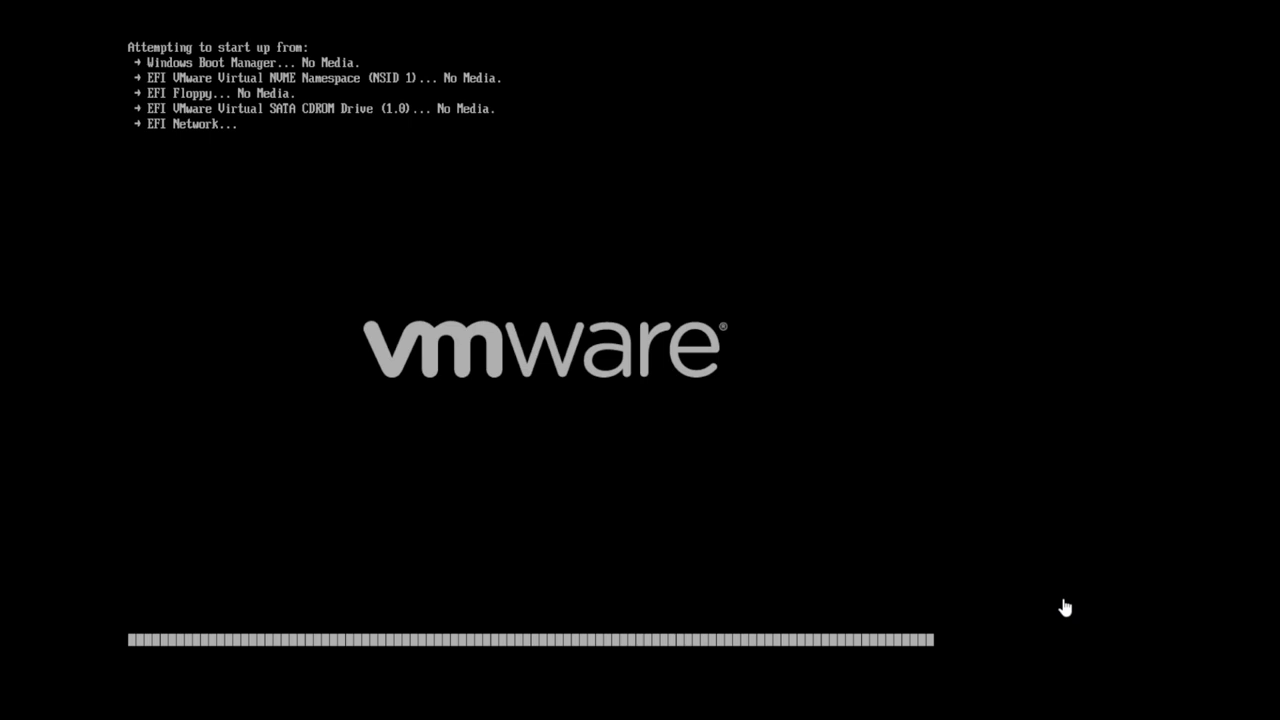 Attempting to start up from:
→ Windows Boot Manager... No Media.
→ EFI VMware Virtual NVME Namespace (NSID 1)... No Media.
→ EFI Floppy... No Media.
→ EFI VMware Virtual SATA CDROM Drive (1.0)... No Media.
→ EFI Network...
vmware®